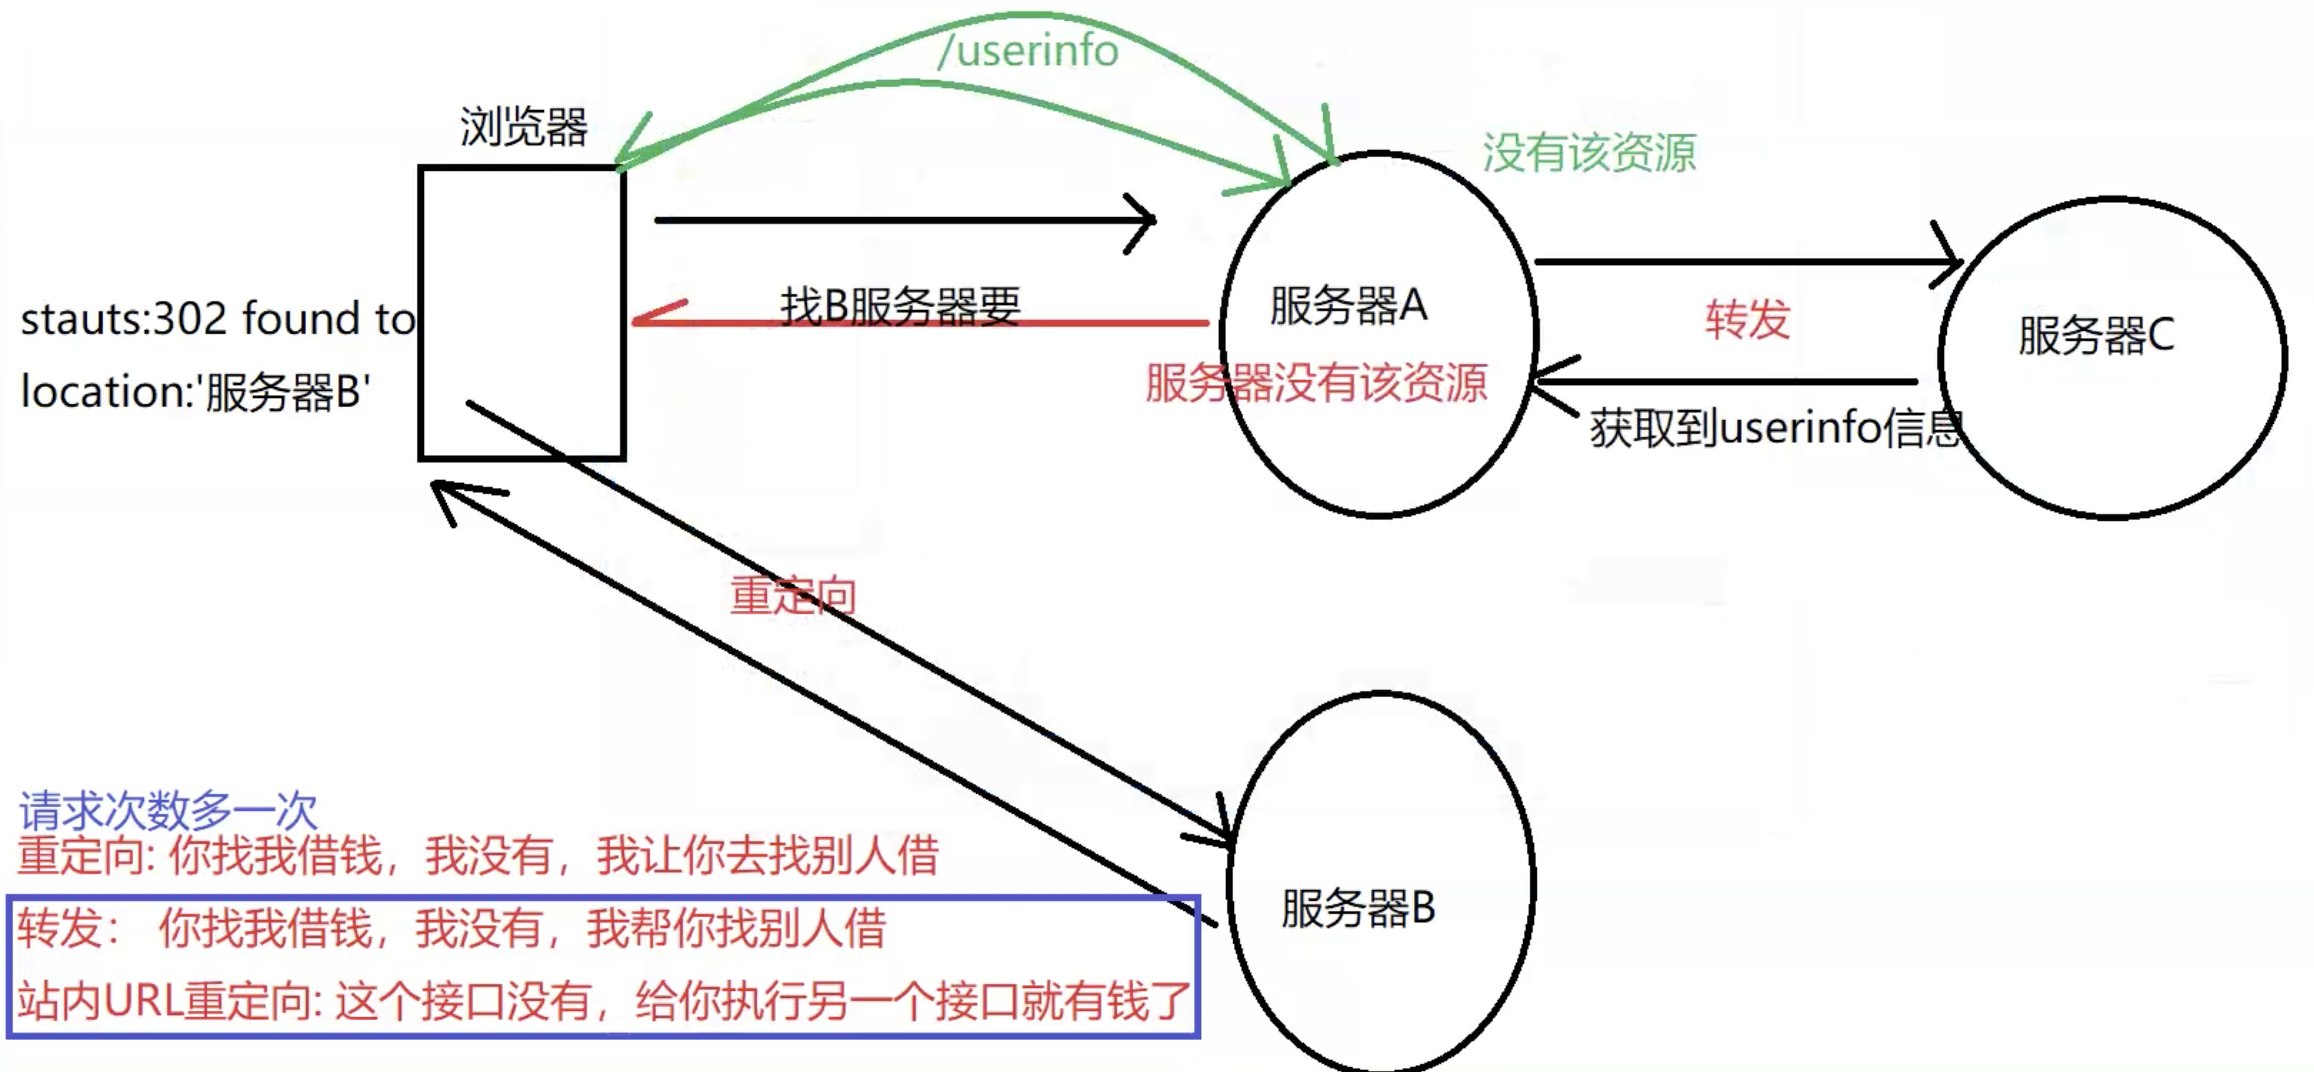 /userinfo
浏览器
没有该资源
stauts:302 found to
location:'服务器B'
找B服务器要
服务器A
服务器没有该资源
转发
服务器C
获取到userinfo信息
重定向
服务器B
请求次数多一次
重定向: 你找我借钱，我没有，我让你去找别人借
转发： 你找我借钱，我没有，我帮你找别人借
站内URL重定向: 这个接口没有，给你执行另一个接口就有钱了